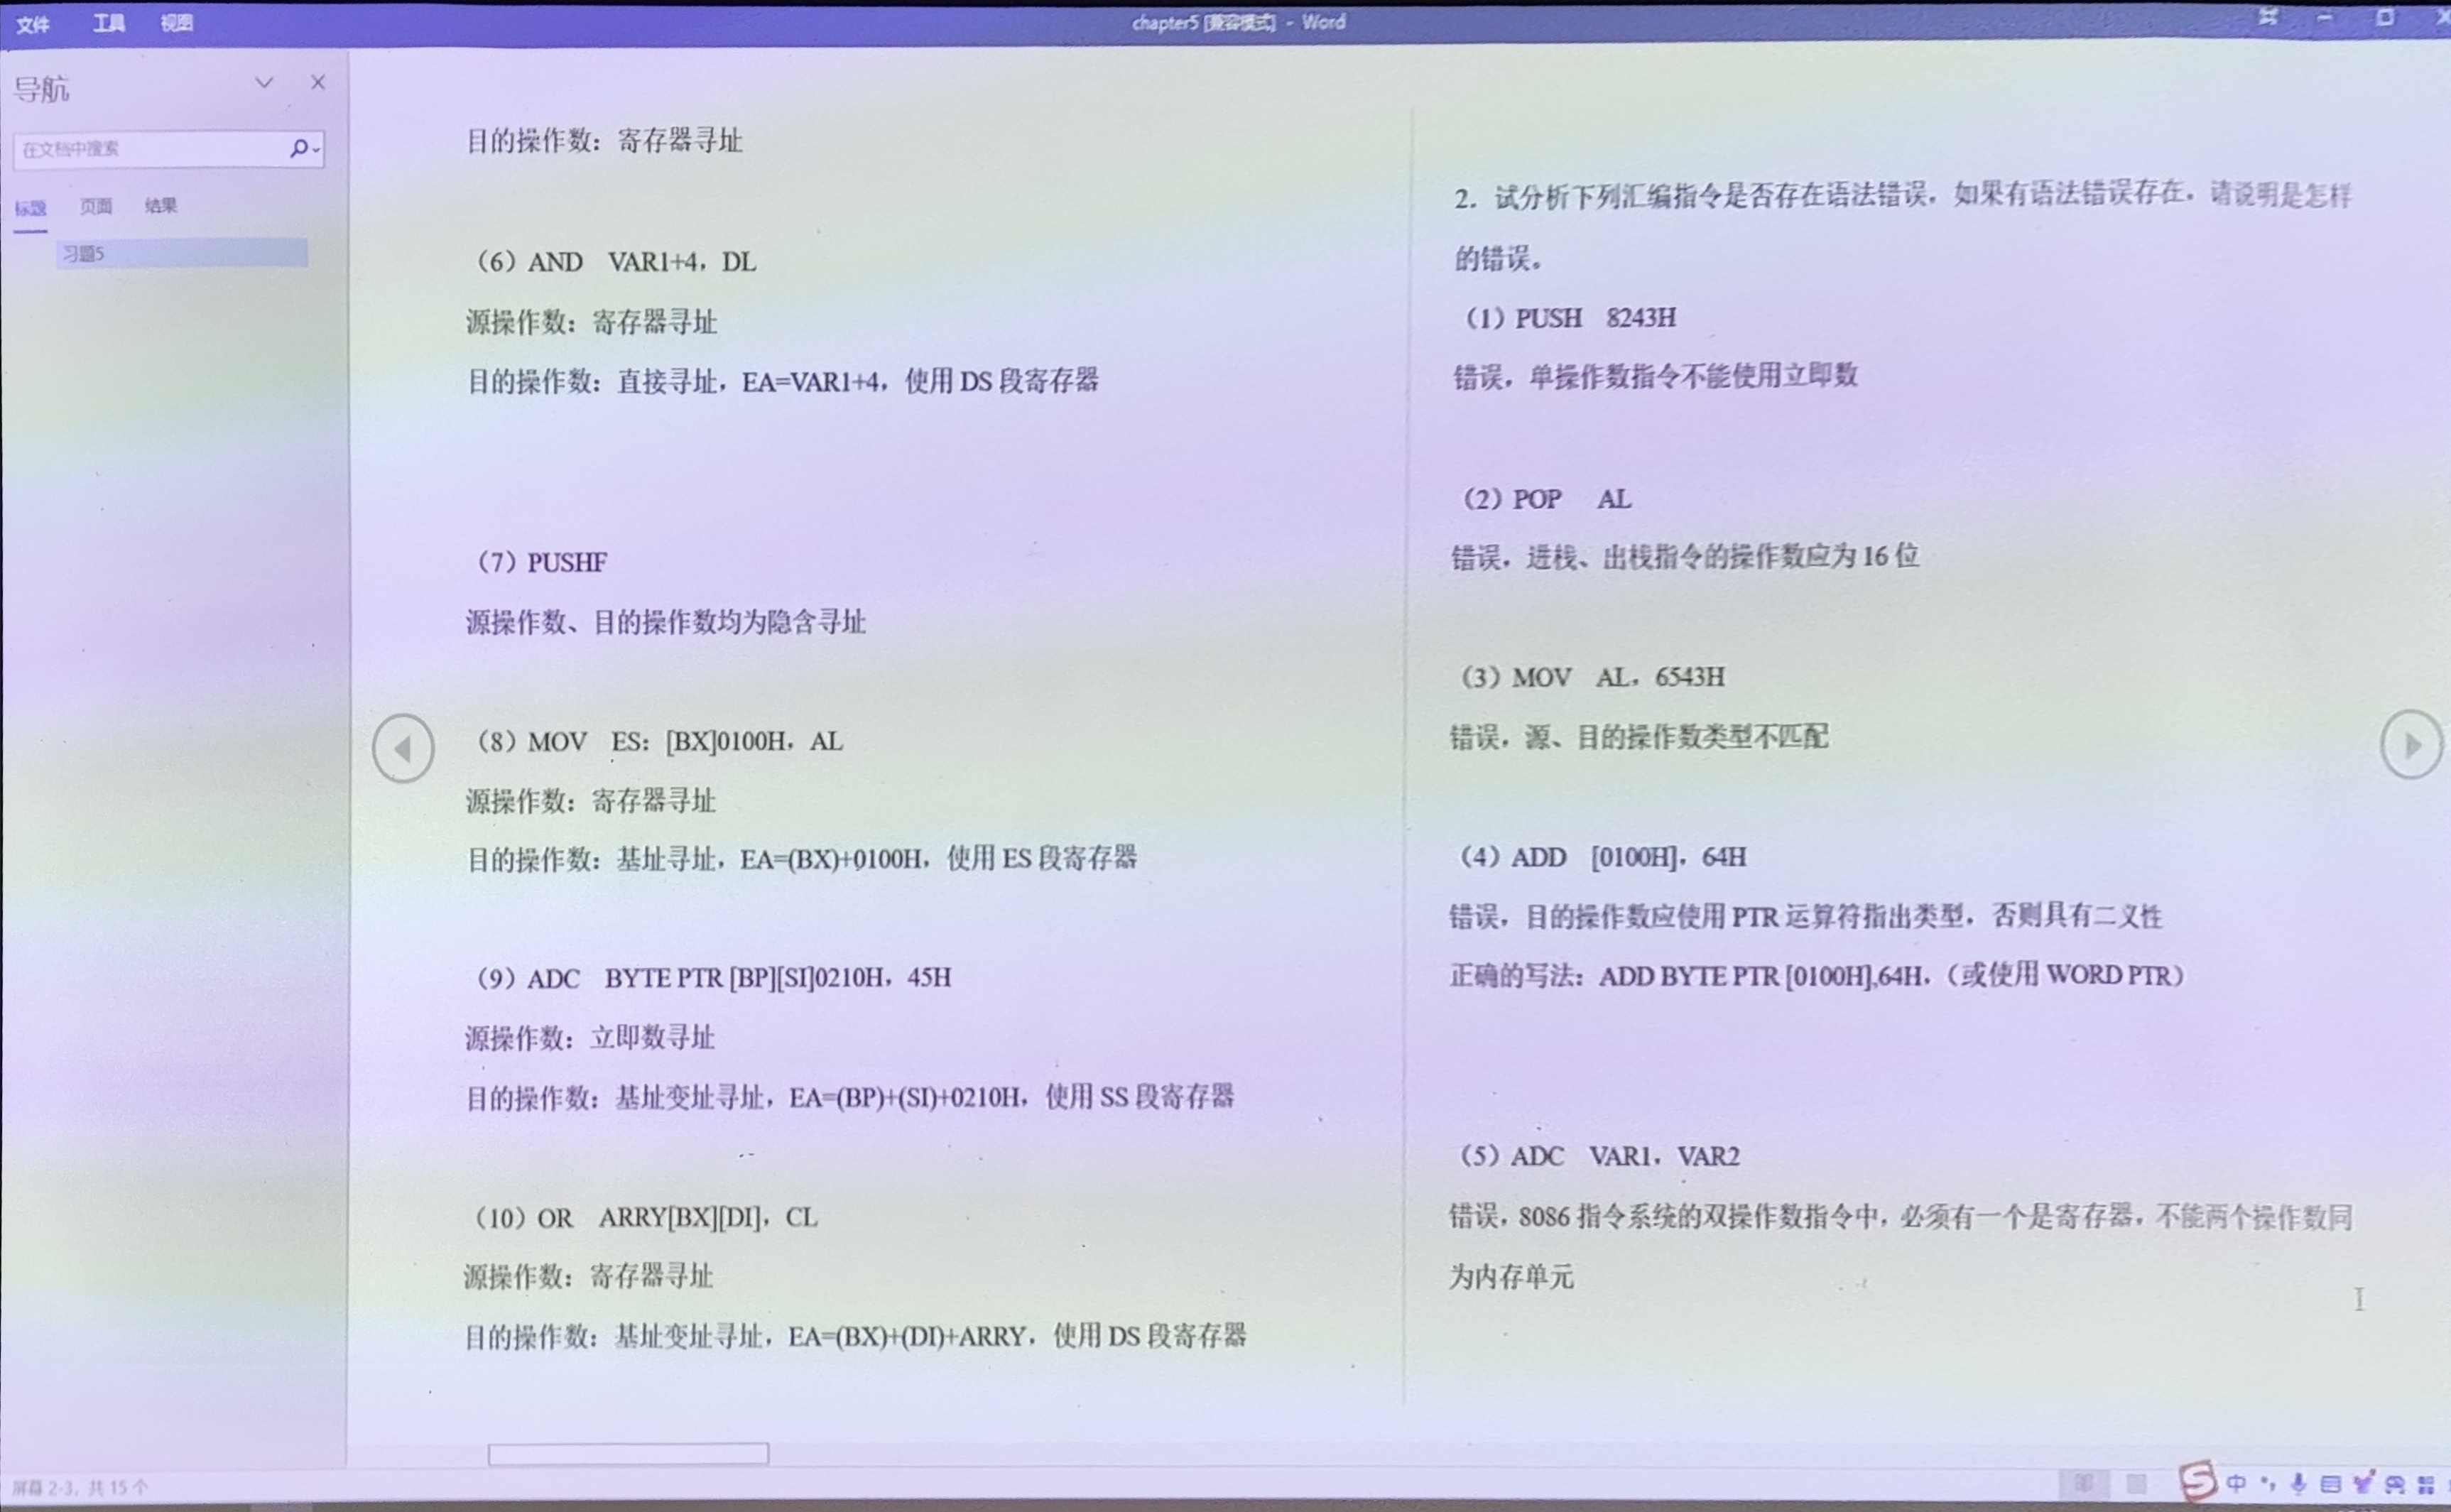 文件 工具 视图
chapter5 [兼容模式] - Word
导航
在文档中搜索
标题 页面 结果
习题5
目的操作数：寄存器寻址
（6）AND VAR1+4，DL
源操作数：寄存器寻址
目的操作数：直接寻址，EA=VAR1+4，使用 DS 段寄存器
（7）PUSHF
源操作数、目的操作数均为隐含寻址
（8）MOV ES：[BX]0100H，AL
源操作数：寄存器寻址
目的操作数：基址寻址，EA=(BX)+0100H，使用 ES 段寄存器
（9）ADC BYTE PTR [BP][SI]0210H，45H
源操作数：立即数寻址
目的操作数：基址变址寻址，EA=(BP)+(SI)+0210H，使用 SS 段寄存器
（10）OR ARRY[BX][DI]，CL
源操作数：寄存器寻址
目的操作数：基址变址寻址，EA=(BX)+(DI)+ARRY，使用 DS 段寄存器
2．试分析下列汇编指令是否存在语法错误，如果有语法错误存在，请说明是怎样
的错误。
（1）PUSH 8243H
错误，单操作数指令不能使用立即数
（2）POP AL
错误，进栈、出栈指令的操作数应为 16 位
（3）MOV AL，6543H
错误，源、目的操作数类型不匹配
（4）ADD [0100H]，64H
错误，目的操作数应使用 PTR 运算符指出类型，否则具有二义性
正确的写法：ADD BYTE PTR [0100H],64H，（或使用 WORD PTR）
（5）ADC VAR1，VAR2
错误，8086 指令系统的双操作数指令中，必须有一个是寄存器，不能两个操作数同
为内存单元
屏幕 2-3，共 15 个
S 中